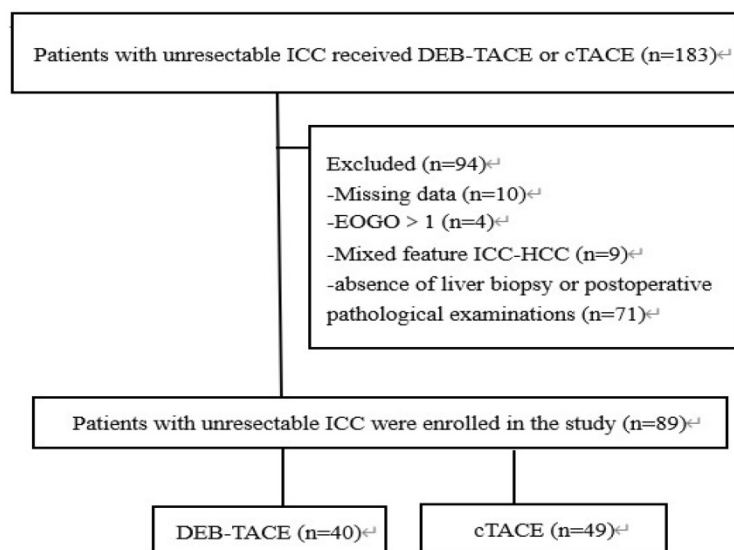 Patients with unresectable ICC received DEB-TACE or cTACE (n=183)↵
Excluded (n=94)↵
-Missing data (n=10)↵
-EOGO > 1 (n=4)↵
-Mixed feature ICC-HCC (n=9)↵
-absence of liver biopsy or postoperative
pathological examinations (n=71)↵
Patients with unresectable ICC were enrolled in the study (n=89)↵
DEB-TACE (n=40)↵
cTACE (n=49)↵